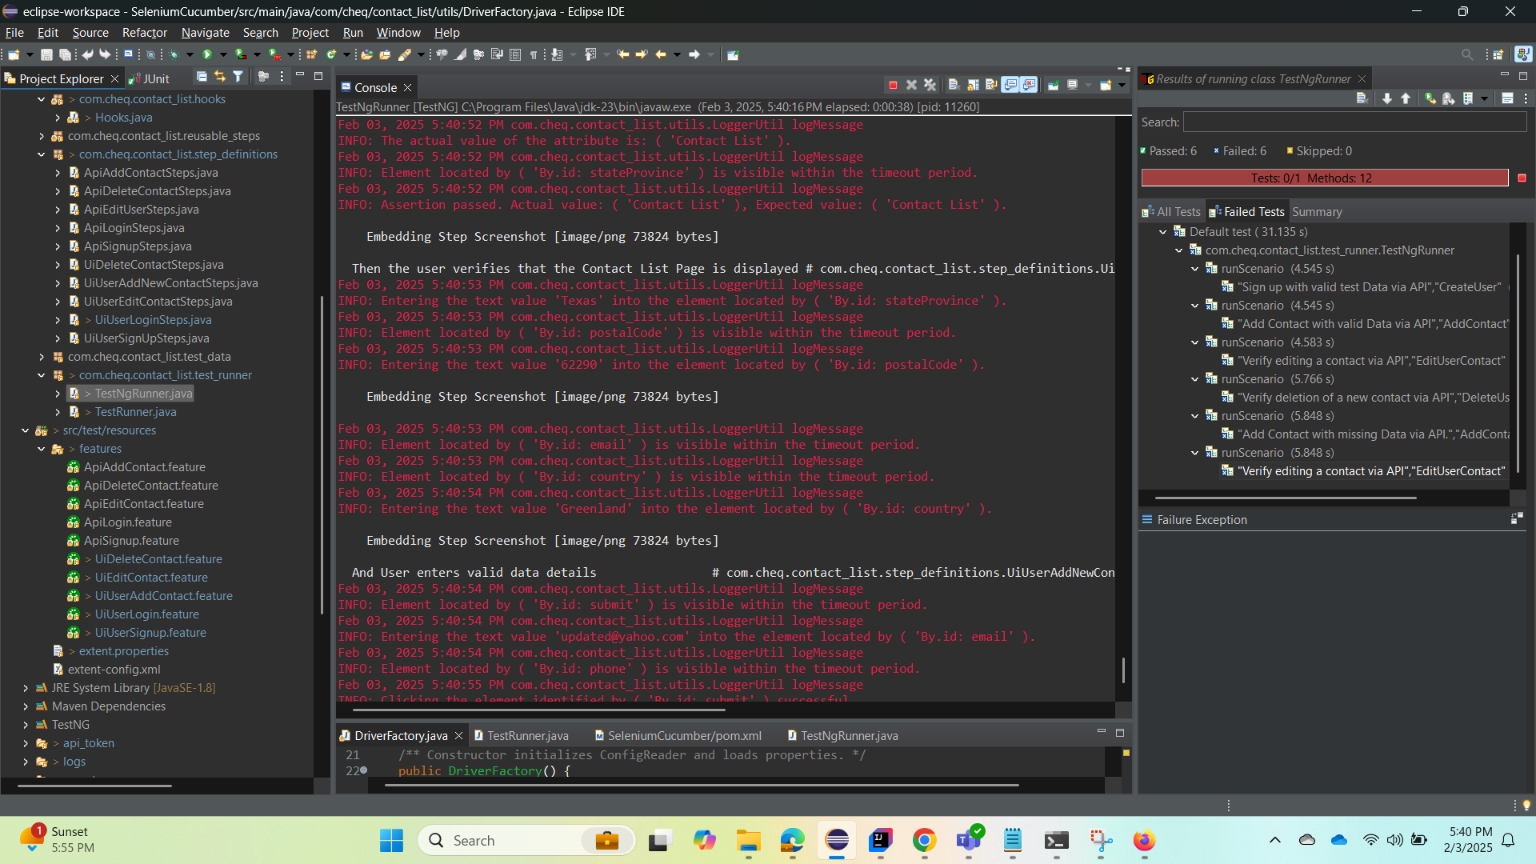 eclipse-workspace - SeleniumCucumber/src/main/java/com/cheq/contact_list/utils/DriverFactory.java - Eclipse IDE
File Edit Source Refactor Navigate Search Project Run Window Help
Project Explorer
JUnit
com.cheq.contact_list.hooks
> Hooks.java
com.cheq.contact_list.reusable_steps
> com.cheq.contact_list.step_definitions
ApiAddContactSteps.java
ApiDeleteContactSteps.java
ApiEditUserSteps.java
ApiLoginSteps.java
ApiSignupSteps.java
UiDeleteContactSteps.java
UiUserAddNewContactSteps.java
UiUserEditContactSteps.java
> UiUserLoginSteps.java
UiUserSignUpSteps.java
com.cheq.contact_list.test_data
> com.cheq.contact_list.test_runner
> TestNgRunner.java
> TestRunner.java
> src/test/resources
> features
ApiAddContact.feature
ApiDeleteContact.feature
ApiEditContact.feature
ApiLogin.feature
ApiSignup.feature
> UiDeleteContact.feature
> UiEditContact.feature
> UiUserAddContact.feature
> UiUserLogin.feature
> UiUserSignup.feature
> extent.properties
extent-config.xml
JRE System Library [JavaSE-1.8]
Maven Dependencies
TestNG
> api_token
> logs
Console
TestNgRunner [TestNG] C:\Program Files\Java\jdk-23\bin\javaw.exe (Feb 3, 2025, 5:40:16 PM elapsed: 0:00:38) [pid: 11260]
Feb 03, 2025 5:40:52 PM com.cheq.contact_list.utils.LoggerUtil logMessage
INFO: The actual value of the attribute is: ( 'Contact List' ).
Feb 03, 2025 5:40:52 PM com.cheq.contact_list.utils.LoggerUtil logMessage
INFO: Element located by ( 'By.id: stateProvince' ) is visible within the timeout period.
Feb 03, 2025 5:40:52 PM com.cheq.contact_list.utils.LoggerUtil logMessage
INFO: Assertion passed. Actual value: ( 'Contact List' ), Expected value: ( 'Contact List' ).
Embedding Step Screenshot [image/png 73824 bytes]
Then the user verifies that the Contact List Page is displayed # com.cheq.contact_list.step_definitions.Ui
Feb 03, 2025 5:40:53 PM com.cheq.contact_list.utils.LoggerUtil logMessage
INFO: Entering the text value 'Texas' into the element located by ( 'By.id: stateProvince' ).
Feb 03, 2025 5:40:53 PM com.cheq.contact_list.utils.LoggerUtil logMessage
INFO: Element located by ( 'By.id: postalCode' ) is visible within the timeout period.
Feb 03, 2025 5:40:53 PM com.cheq.contact_list.utils.LoggerUtil logMessage
INFO: Entering the text value '62290' into the element located by ( 'By.id: postalCode' ).
Embedding Step Screenshot [image/png 73824 bytes]
Feb 03, 2025 5:40:53 PM com.cheq.contact_list.utils.LoggerUtil logMessage
INFO: Element located by ( 'By.id: email' ) is visible within the timeout period.
Feb 03, 2025 5:40:53 PM com.cheq.contact_list.utils.LoggerUtil logMessage
INFO: Element located by ( 'By.id: country' ) is visible within the timeout period.
Feb 03, 2025 5:40:54 PM com.cheq.contact_list.utils.LoggerUtil logMessage
INFO: Entering the text value 'Greenland' into the element located by ( 'By.id: country' ).
Embedding Step Screenshot [image/png 73824 bytes]
And User enters valid data details # com.cheq.contact_list.step_definitions.UiUserAddNewCon
Feb 03, 2025 5:40:54 PM com.cheq.contact_list.utils.LoggerUtil logMessage
INFO: Element located by ( 'By.id: submit' ) is visible within the timeout period.
Feb 03, 2025 5:40:54 PM com.cheq.contact_list.utils.LoggerUtil logMessage
INFO: Entering the text value 'updated@yahoo.com' into the element located by ( 'By.id: email' ).
Feb 03, 2025 5:40:54 PM com.cheq.contact_list.utils.LoggerUtil logMessage
INFO: Element located by ( 'By.id: phone' ) is visible within the timeout period.
Feb 03, 2025 5:40:55 PM com.cheq.contact_list.utils.LoggerUtil logMessage
INFO: Clicking the element identified by ( 'By.id: submit' ) successful
DriverFactory.java
TestRunner.java
SeleniumCucumber/pom.xml
TestNgRunner.java
21 /** Constructor initializes ConfigReader and loads properties. */
22 public DriverFactory() {
Results of running class TestNgRunner
Search:
Passed: 6 Failed: 6 Skipped: 0
Tests: 0/1 Methods: 12
All Tests Failed Tests Summary
Default test ( 31.135 s)
com.cheq.contact_list.test_runner.TestNgRunner
runScenario (4.545 s)
"Sign up with valid test Data via API","CreateUser"
runScenario (4.545 s)
"Add Contact with valid Data via API","AddContact"
runScenario (4.583 s)
"Verify editing a contact via API","EditUserContact"
runScenario (5.766 s)
"Verify deletion of a new contact via API","DeleteUs
runScenario (5.848 s)
"Add Contact with missing Data via API.","AddConta
runScenario (5.848 s)
"Verify editing a contact via API","EditUserContact"
Failure Exception
1
Sunset
5:55 PM
Search
5:40 PM
2/3/2025